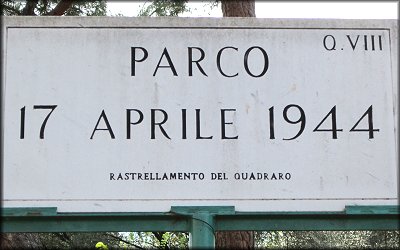 Q.VIII
PARCO
17 APRILE 1944
RASTRELLAMENTO DEL QUADRARO